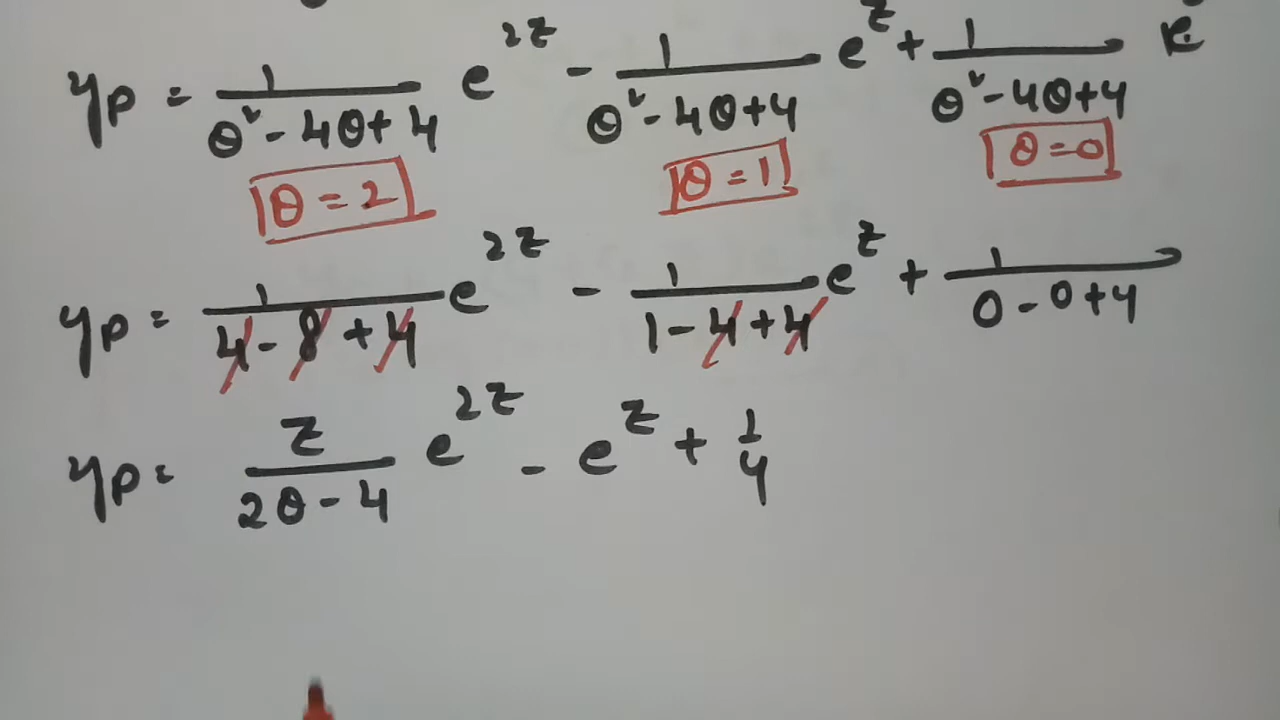 yp = 1/(θ² - 4θ + 4) e^{2z} - 1/(θ² - 4θ + 4) e^z + 1/(θ² - 4θ + 4)
θ = 2 θ = 1 θ = 0
yp = 1/(4 - 8 + 4) e^{2z} - 1/(1 - 4 + 4) e^z + 1/(0 - 0 + 4)
yp = z/(2θ - 4) e^{2z} - e^z + 1/4